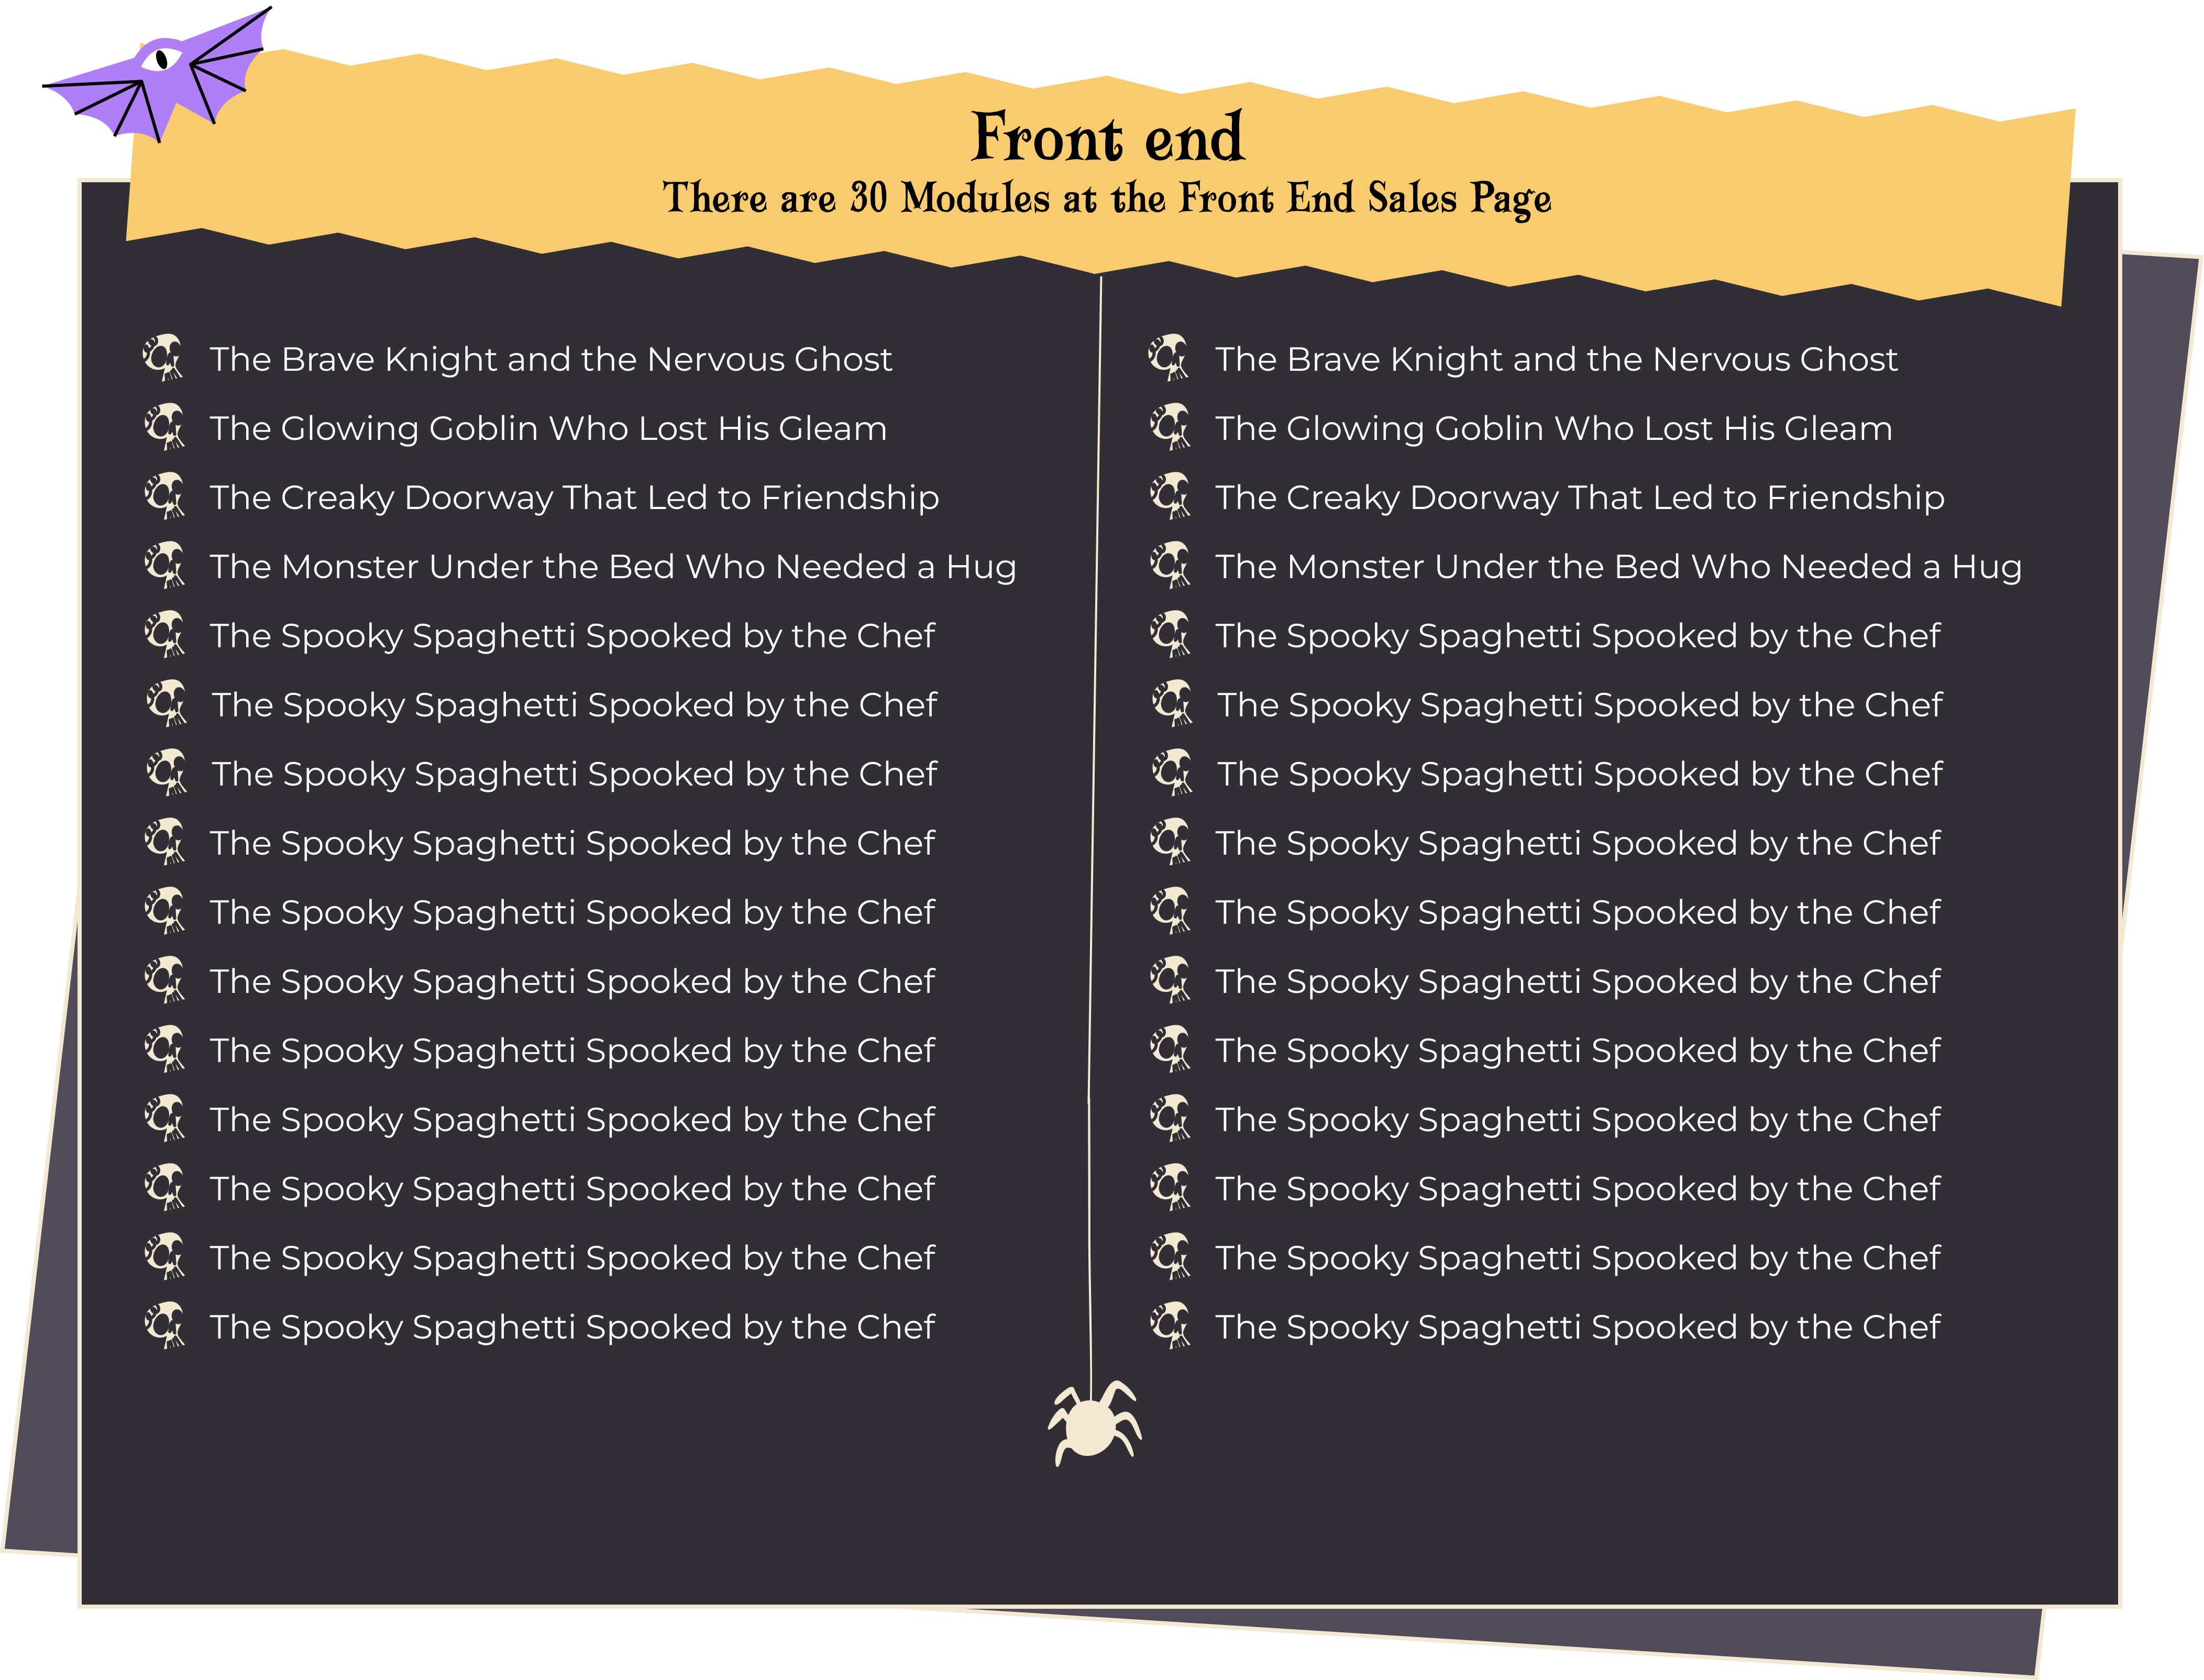 Front end
There are 30 Modules at the Front End Sales Page
The Brave Knight and the Nervous Ghost
The Glowing Goblin Who Lost His Gleam
The Creaky Doorway That Led to Friendship
The Monster Under the Bed Who Needed a Hug
The Spooky Spaghetti Spooked by the Chef
The Spooky Spaghetti Spooked by the Chef
The Spooky Spaghetti Spooked by the Chef
The Spooky Spaghetti Spooked by the Chef
The Spooky Spaghetti Spooked by the Chef
The Spooky Spaghetti Spooked by the Chef
The Spooky Spaghetti Spooked by the Chef
The Spooky Spaghetti Spooked by the Chef
The Spooky Spaghetti Spooked by the Chef
The Spooky Spaghetti Spooked by the Chef
The Spooky Spaghetti Spooked by the Chef
The Brave Knight and the Nervous Ghost
The Glowing Goblin Who Lost His Gleam
The Creaky Doorway That Led to Friendship
The Monster Under the Bed Who Needed a Hug
The Spooky Spaghetti Spooked by the Chef
The Spooky Spaghetti Spooked by the Chef
The Spooky Spaghetti Spooked by the Chef
The Spooky Spaghetti Spooked by the Chef
The Spooky Spaghetti Spooked by the Chef
The Spooky Spaghetti Spooked by the Chef
The Spooky Spaghetti Spooked by the Chef
The Spooky Spaghetti Spooked by the Chef
The Spooky Spaghetti Spooked by the Chef
The Spooky Spaghetti Spooked by the Chef
The Spooky Spaghetti Spooked by the Chef